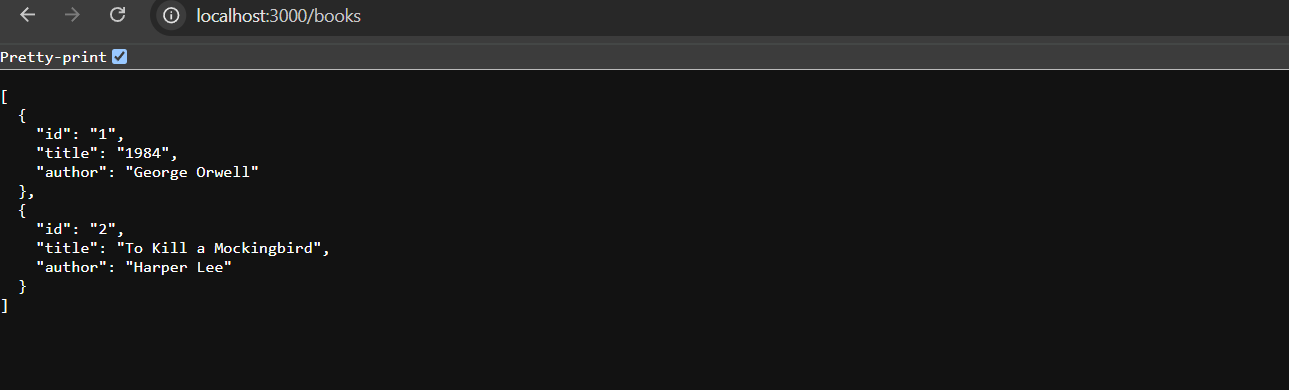 localhost:3000/books
Pretty-print
[
  {
    "id": "1",
    "title": "1984",
    "author": "George Orwell"
  },
  {
    "id": "2",
    "title": "To Kill a Mockingbird",
    "author": "Harper Lee"
  }
]